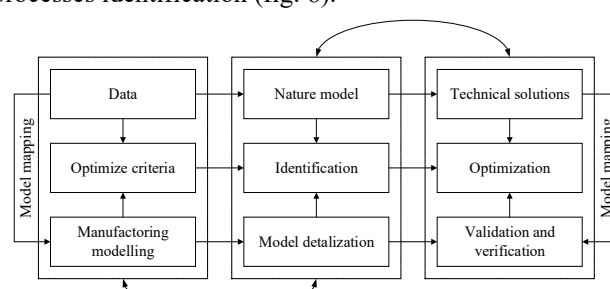 processes identification (fig. 6).
Data
Nature model
Technical solutions
Model mapping
Optimize criteria
Identification
Optimization
Model mapping
Manufactoring
modelling
Model detalization
Validation and
verification